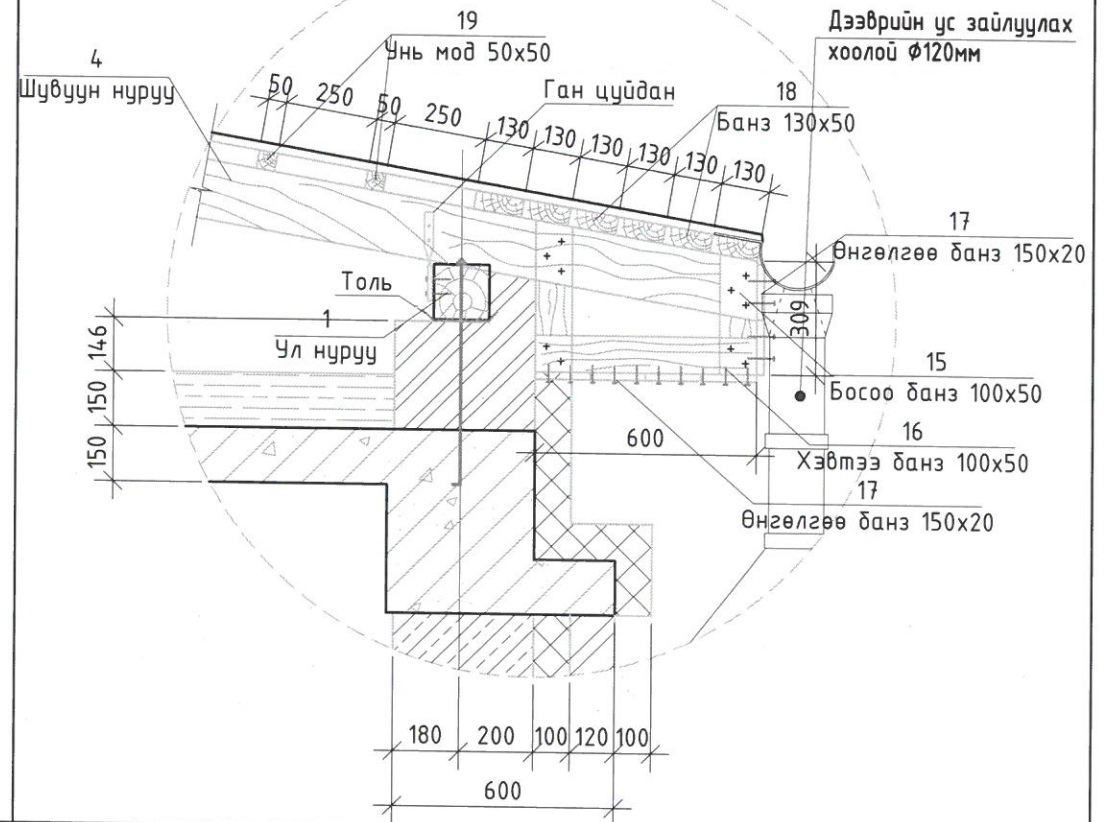 19
Унь мод 50x50
Дээврийн ус зайлуулах
хоолой Ф120мм
4
Шувуун нуруу
Ган цуйдан
18
Банз 130x50
50
250
50
250
130
130
130
130
130
130
17
Өнгөлгөө банз 150x20
Толь
309
1
Ул нуруу
146
15
Босоо банз 100x50
150
150
600
16
Хэвтээ банз 100x50
17
Өнгөлгөө банз 150x20
180
200
100
120
100
600